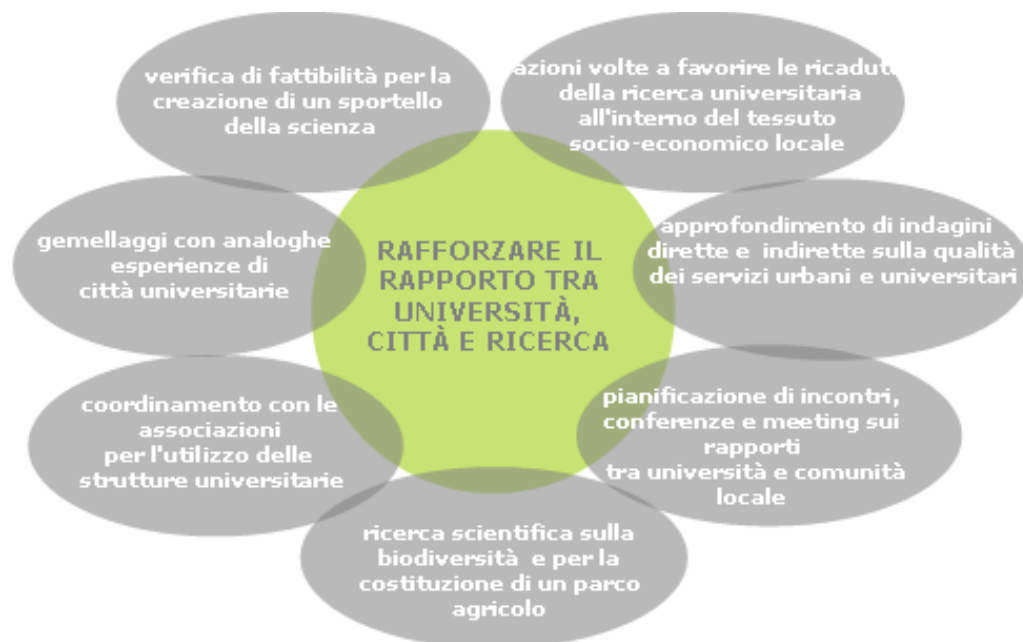 verifica di fattibilità per la
creazione di un sportello
della scienza
azioni volte a favorire le ricadute
della ricerca universitaria
all'interno del tessuto
socio-economico locale
gemellaggi con analoghe
esperienze di
città universitarie
RAFFORZARE IL
RAPPORTO TRA
UNIVERSITÀ,
CITTÀ E RICERCA
approfondimento di indagini
dirette e indirette sulla qualità
dei servizi urbani e universitari
coordinamento con le
associazioni
per l'utilizzo delle
strutture universitarie
pianificazione di incontri,
conferenze e meeting sui
rapporti
tra università e comunità
locale
ricerca scientifica sulla
biodiversità e per la
costituzione di un parco
agricolo